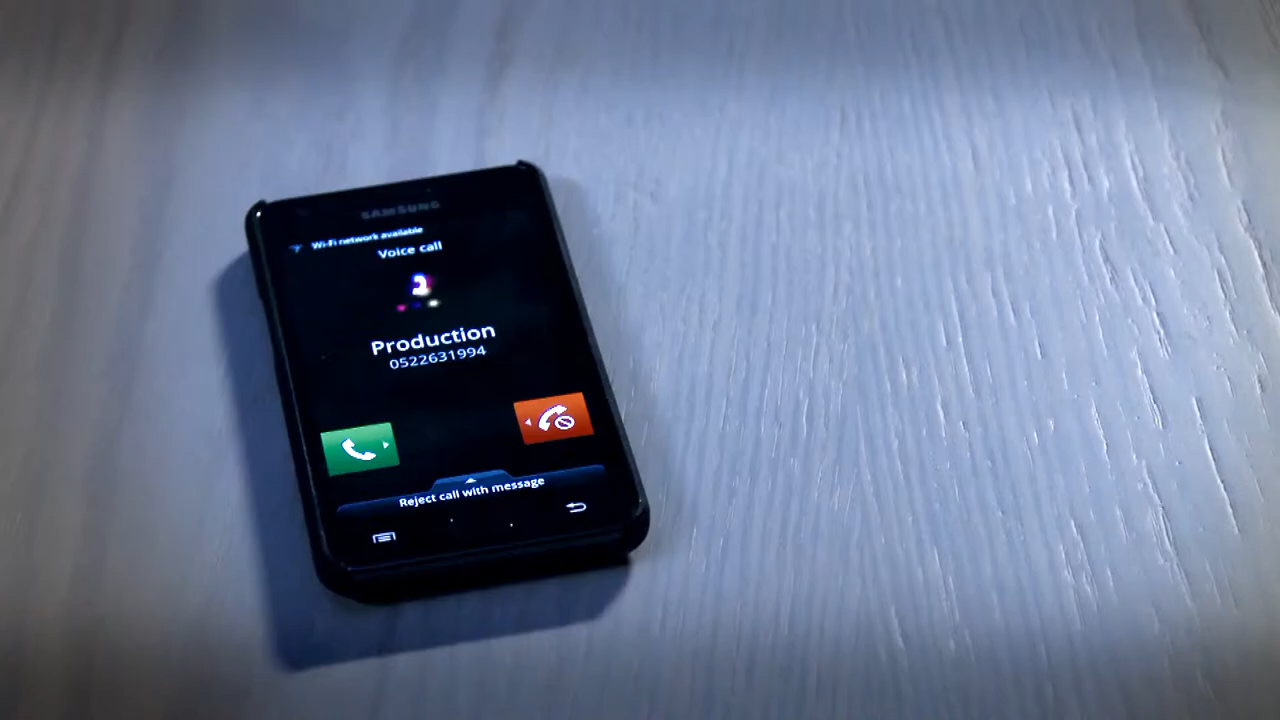 SAMSUNG
Wi-Fi network available
Voice call
Production
0522631994
Reject call with message